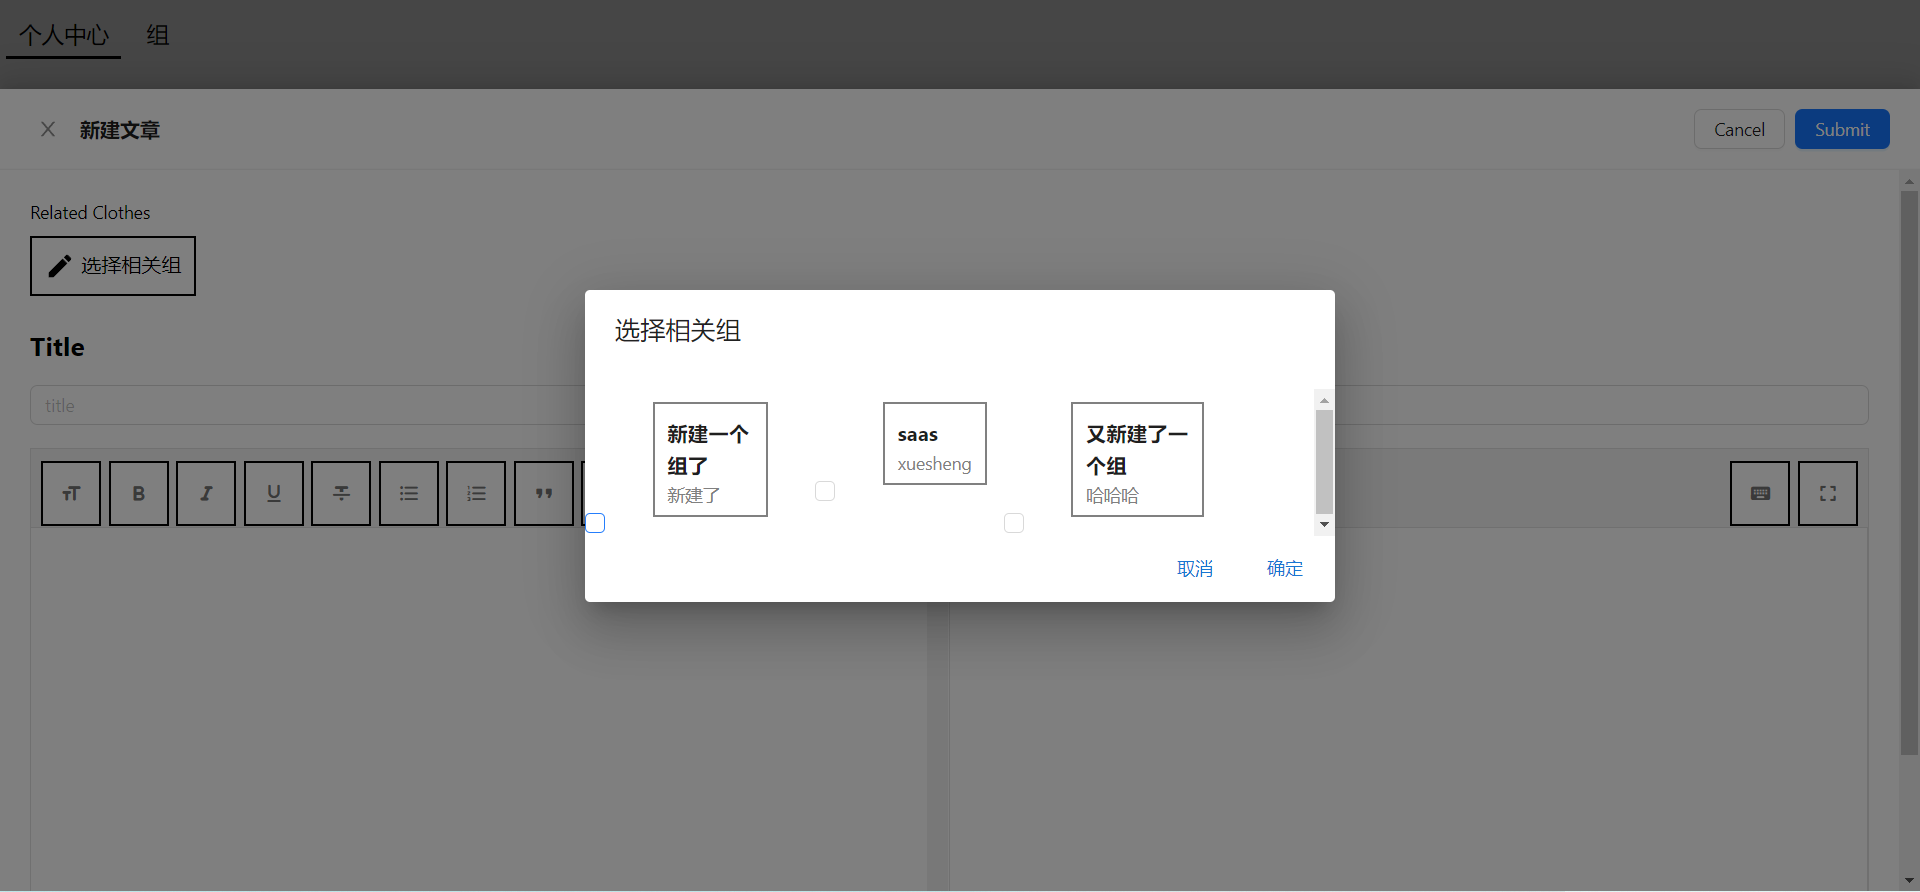 个人中心 组
新建文章
Cancel Submit
Related Clothes
选择相关组
Title
title
选择相关组
新建一个
组了
新建了
saas
xuesheng
又新建了一
个组
哈哈哈
取消 确定